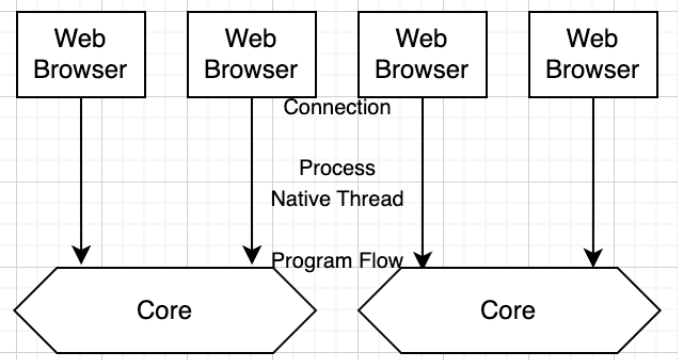 Web
Browser
Web
Browser
Web
Browser
Web
Browser
Connection
Process
Native Thread
Program Flow
Core
Core